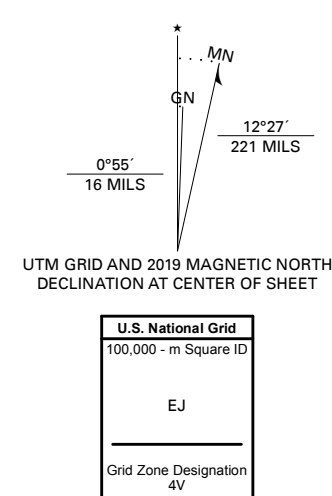 ★
MN
GN
12°27´
221 MILS
0°55´
16 MILS
UTM GRID AND 2019 MAGNETIC NORTH
DECLINATION AT CENTER OF SHEET
U.S. National Grid
100,000 - m Square ID
EJ
Grid Zone Designation
4V